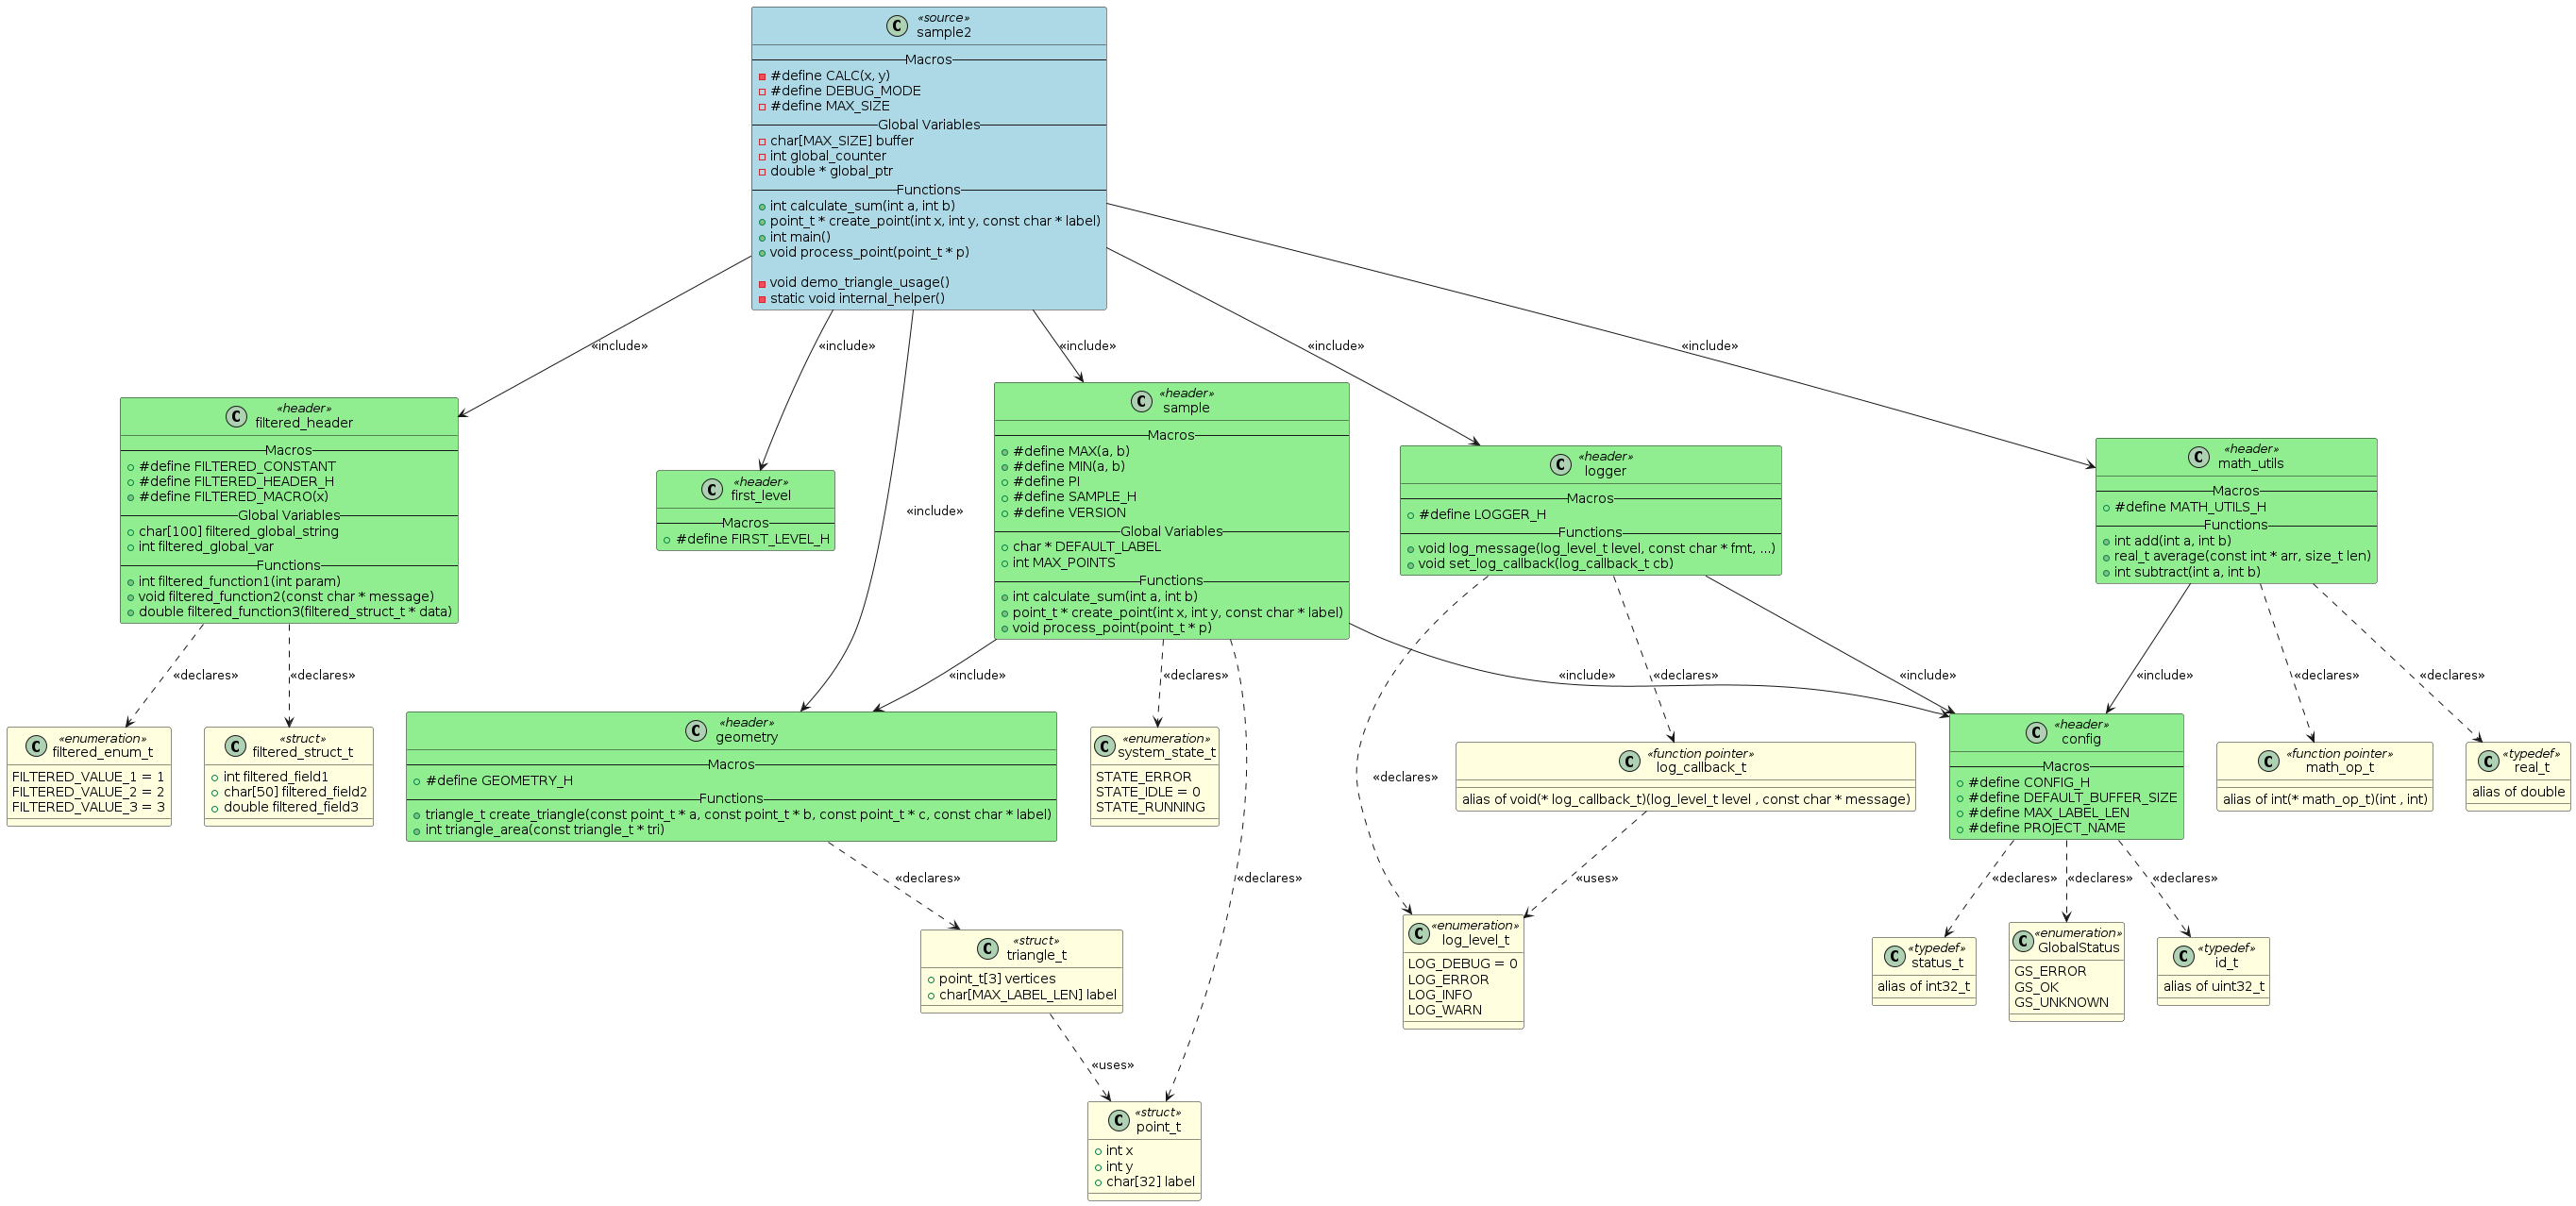 «source»
sample2
Macros
#define CALC(x, y)
#define DEBUG_MODE
#define MAX_SIZE
Global Variables
char[MAX_SIZE] buffer
int global_counter
double * global_ptr
Functions
int calculate_sum(int a, int b)
point_t * create_point(int x, int y, const char * label)
int main()
void process_point(point_t * p)
void demo_triangle_usage()
static void internal_helper()
«include»
«include»
«include»
«include»
«include»
«include»
«header»
filtered_header
Macros
#define FILTERED_CONSTANT
#define FILTERED_HEADER_H
#define FILTERED_MACRO(x)
Global Variables
char[100] filtered_global_string
int filtered_global_var
Functions
int filtered_function1(int param)
void filtered_function2(const char * message)
double filtered_function3(filtered_struct_t * data)
«header»
first_level
Macros
#define FIRST_LEVEL_H
«header»
sample
Macros
#define MAX(a, b)
#define MIN(a, b)
#define PI
#define SAMPLE_H
#define VERSION
Global Variables
char * DEFAULT_LABEL
int MAX_POINTS
Functions
int calculate_sum(int a, int b)
point_t * create_point(int x, int y, const char * label)
void process_point(point_t * p)
«header»
logger
Macros
#define LOGGER_H
Functions
void log_message(log_level_t level, const char * fmt, ...)
void set_log_callback(log_callback_t cb)
«header»
math_utils
Macros
#define MATH_UTILS_H
Functions
int add(int a, int b)
real_t average(const int * arr, size_t len)
int subtract(int a, int b)
«declares»
«declares»
«include»
«declares»
«include»
«declares»
«include»
«include»
«declares»
«declares»
«enumeration»
filtered_enum_t
FILTERED_VALUE_1 = 1
FILTERED_VALUE_2 = 2
FILTERED_VALUE_3 = 3
«struct»
filtered_struct_t
int filtered_field1
char[50] filtered_field2
double filtered_field3
«header»
geometry
Macros
#define GEOMETRY_H
Functions
triangle_t create_triangle(const point_t * a, const point_t * b, const point_t * c, const char * label)
int triangle_area(const triangle_t * tri)
«enumeration»
system_state_t
STATE_ERROR
STATE_IDLE = 0
STATE_RUNNING
«declares»
«function pointer»
log_callback_t
alias of void(* log_callback_t)(log_level_t level , const char * message)
«header»
config
Macros
#define CONFIG_H
#define DEFAULT_BUFFER_SIZE
#define MAX_LABEL_LEN
#define PROJECT_NAME
«function pointer»
math_op_t
alias of int(* math_op_t)(int , int)
«typedef»
real_t
alias of double
«declares»
«declares»
«uses»
«declares»
«declares»
«declares»
«struct»
triangle_t
point_t[3] vertices
char[MAX_LABEL_LEN] label
«enumeration»
log_level_t
LOG_DEBUG = 0
LOG_ERROR
LOG_INFO
LOG_WARN
«typedef»
status_t
alias of int32_t
«enumeration»
GlobalStatus
GS_ERROR
GS_OK
GS_UNKNOWN
«typedef»
id_t
alias of uint32_t
«uses»
«struct»
point_t
int x
int y
char[32] label